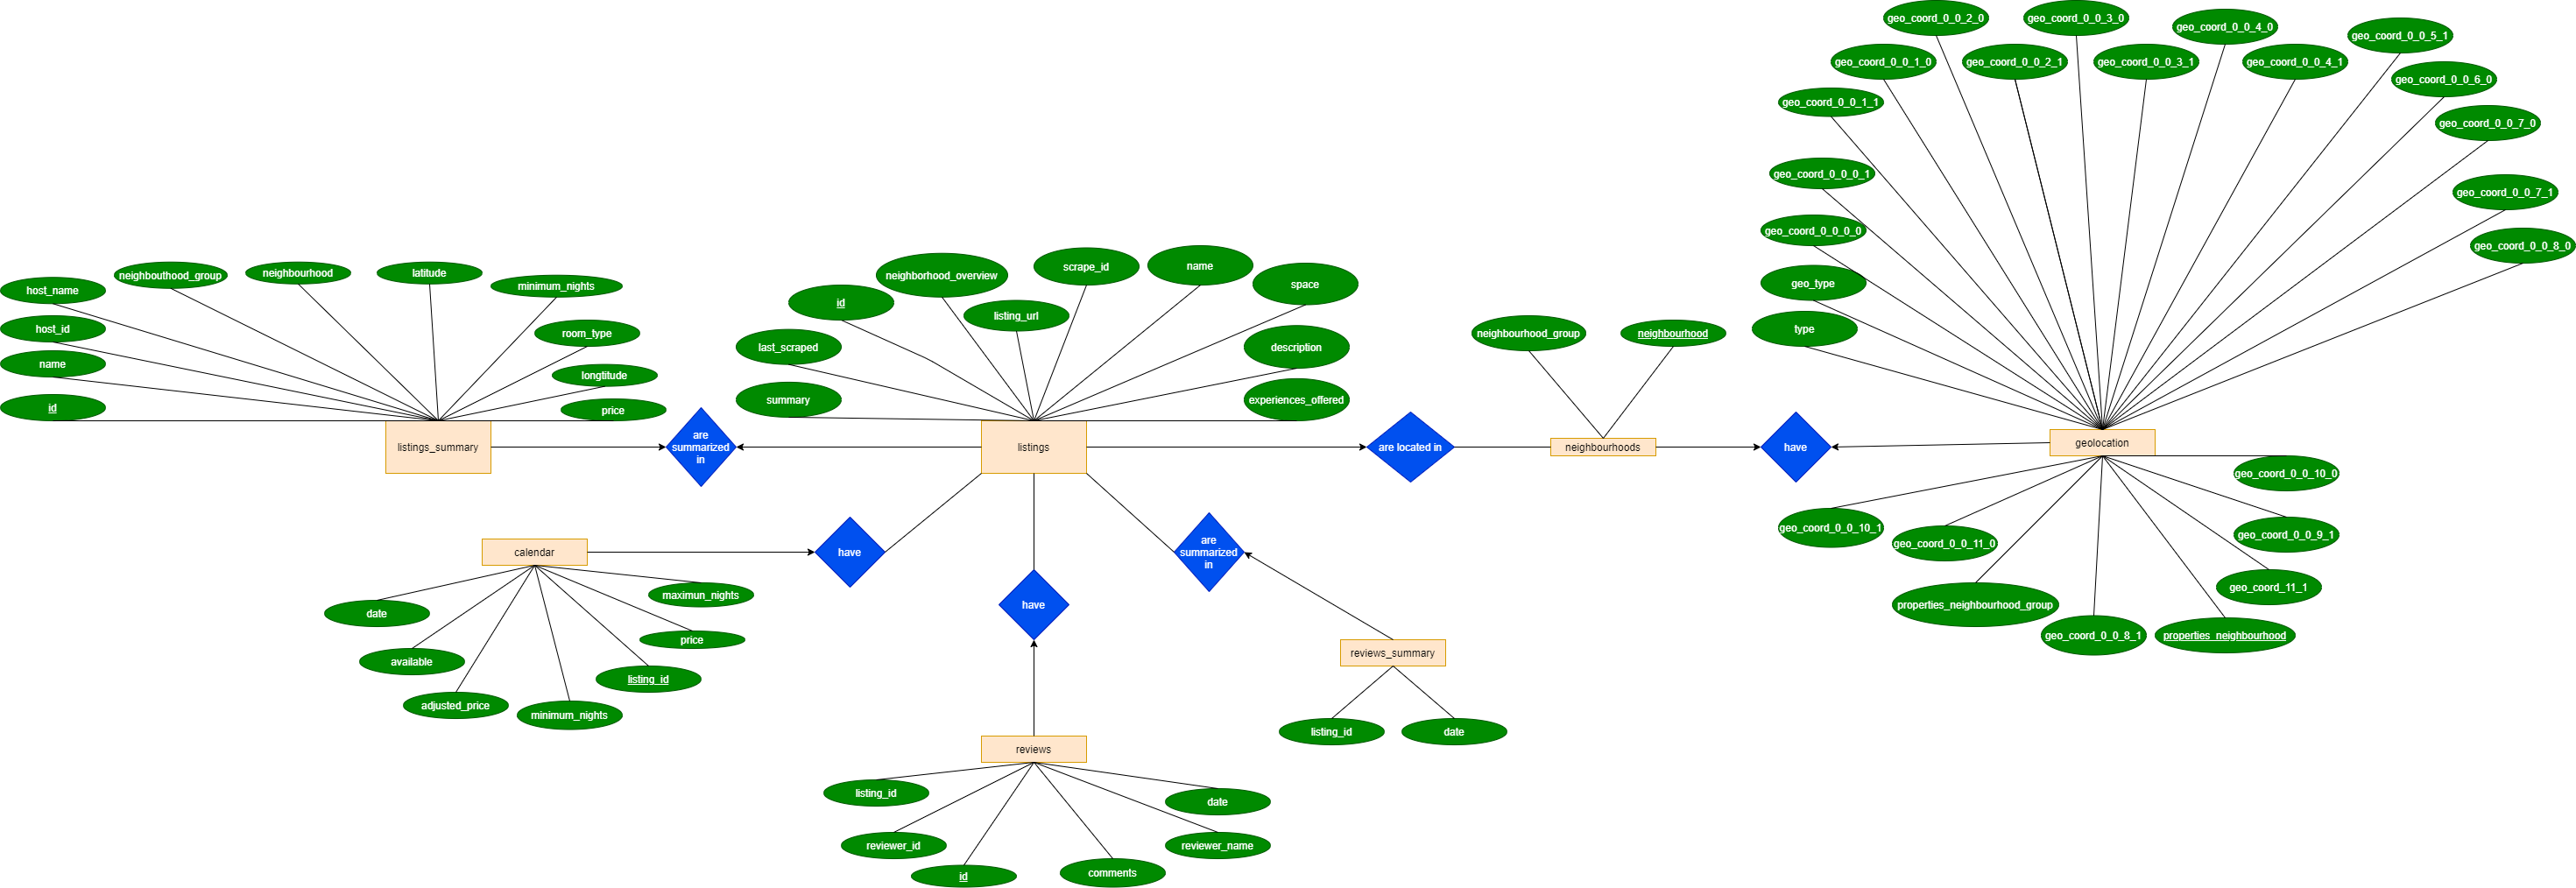 geo_coord_0_0_2_0
geo_coord_0_0_3_0
geo_coord_0_0_4_0
geo_coord_0_0_5_1
geo_coord_0_0_1_0
geo_coord_0_0_2_1
geo_coord_0_0_3_1
geo_coord_0_0_4_1
geo_coord_0_0_6_0
geo_coord_0_0_1_1
geo_coord_0_0_7_0
geo_coord_0_0_0_1
geo_coord_0_0_7_1
geo_coord_0_0_0_0
geo_coord_0_0_8_0
geo_type
type
host_name
neighbouthood_group
neighbourhood
latitude
minimum_nights
host_id
room_type
name
longtitude
id
price
neighborhood_overview
scrape_id
name
space
id
listing_url
last_scraped
description
summary
experiences_offered
neighbourhood_group
neighbourhood
listings_summary
are
summarized
in
listings
are located in
neighbourhoods
have
geolocation
geo_coord_0_0_10_0
geo_coord_0_0_10_1
geo_coord_0_0_11_0
geo_coord_0_0_9_1
geo_coord_11_1
properties_neighbourhood_group
geo_coord_0_0_8_1
properties_neighbourhood
calendar
have
are
summarized
in
have
date
maximun_nights
available
price
adjusted_price
minimum_nights
listing_id
reviews_summary
listing_id
date
reviews
listing_id
date
reviewer_id
reviewer_name
id
comments